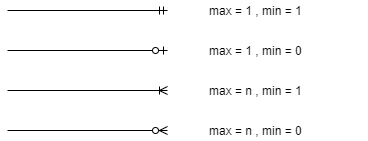 max = 1 , min = 1
max = 1 , min = 0
max = n , min = 1
max = n , min = 0